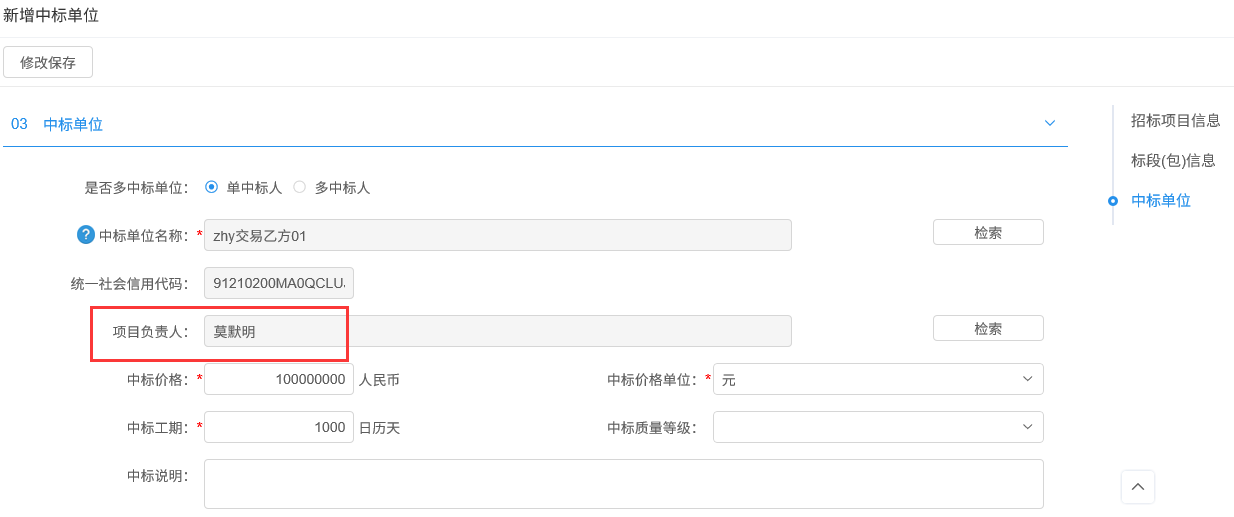 新增中标单位
修改保存
03 中标单位
招标项目信息
标段(包)信息
中标单位
是否多中标单位： 单中标人 多中标人
? 中标单位名称：* zhy交易乙方01 检索
统一社会信用代码： 91210200MA0QCLU
项目负责人： 莫默明 检索
中标价格：* 100000000 人民币 中标价格单位：* 元
中标工期：* 1000 日历天 中标质量等级：
中标说明：